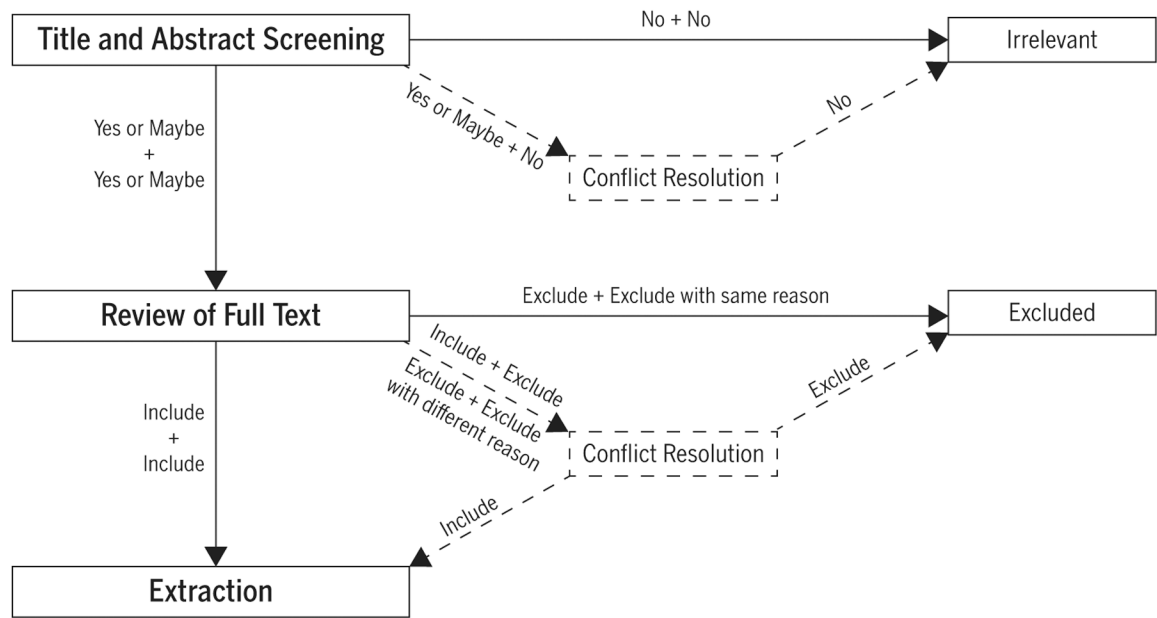 Title and Abstract Screening
No + No
Irrelevant
Yes or Maybe + No
No
Yes or Maybe
+
Yes or Maybe
Conflict Resolution
Review of Full Text
Exclude + Exclude with same reason
Excluded
Include + Exclude
Exclude + Exclude
with different reason
Exclude
Include
+
Include
Conflict Resolution
Include
Extraction